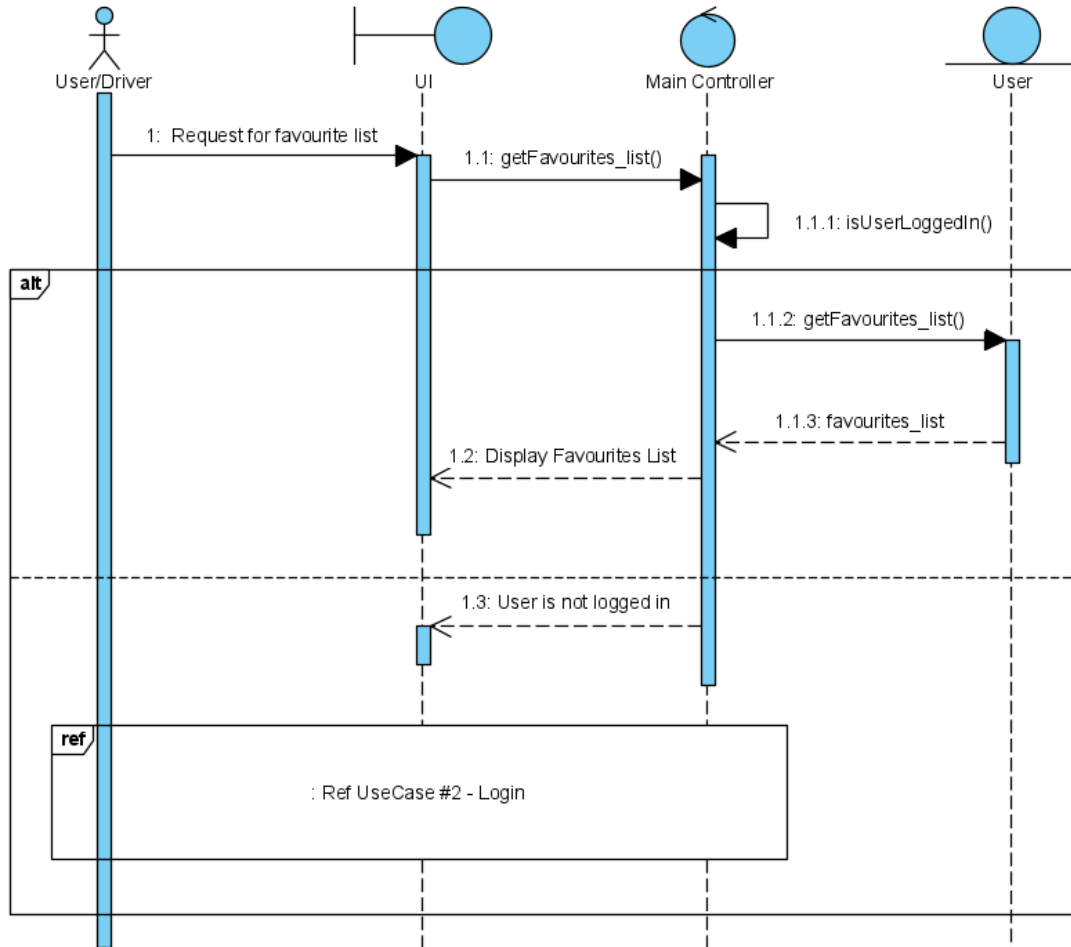 User/Driver
UI
Main Controller
User
1: Request for favourite list
1.1: getFavourites_list()
1.1.1: isUserLoggedIn()
alt
1.1.2: getFavourites_list()
1.1.3: favourites_list
1.2: Display Favourites List
1.3: User is not logged in
ref
: Ref UseCase #2 - Login